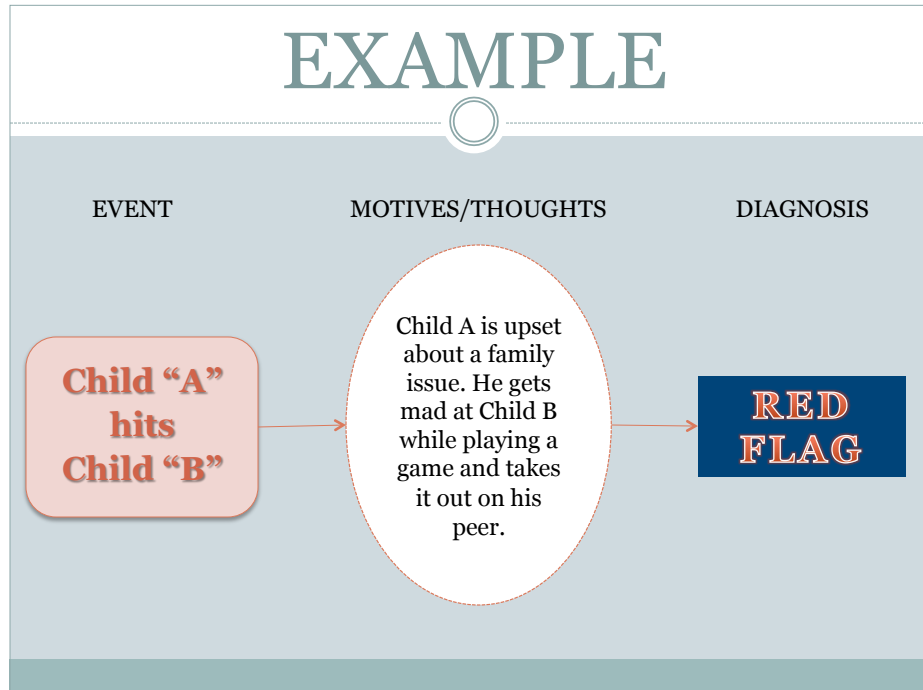 EXAMPLE
EVENT
MOTIVES/THOUGHTS
DIAGNOSIS
Child “A”
hits
Child “B”
Child A is upset
about a family
issue. He gets
mad at Child B
while playing a
game and takes
it out on his
peer.
RED
FLAG